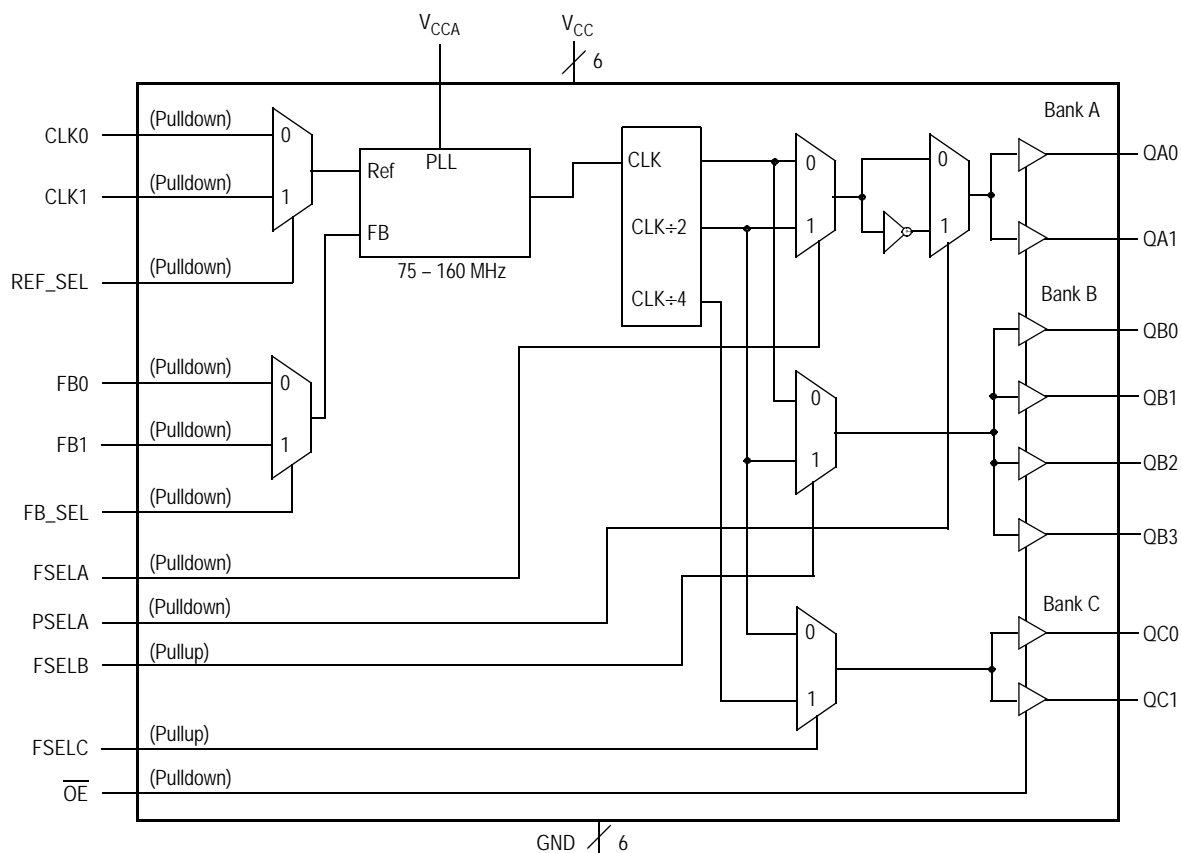 VCCA
VCC
6
Bank A
CLK0
(Pulldown)
0
CLK1
(Pulldown)
1
Ref
PLL
FB
75 – 160 MHz
REF_SEL
(Pulldown)
CLK
CLK÷2
CLK÷4
0
1
0
1
QA0
QA1
Bank B
QB0
QB1
QB2
QB3
FB0
(Pulldown)
0
FB1
(Pulldown)
1
FB_SEL
(Pulldown)
0
1
FSELA
(Pulldown)
PSELA
(Pulldown)
FSELB
(Pullup)
Bank C
0
1
QC0
QC1
FSELC
(Pullup)
OE
(Pulldown)
GND
6